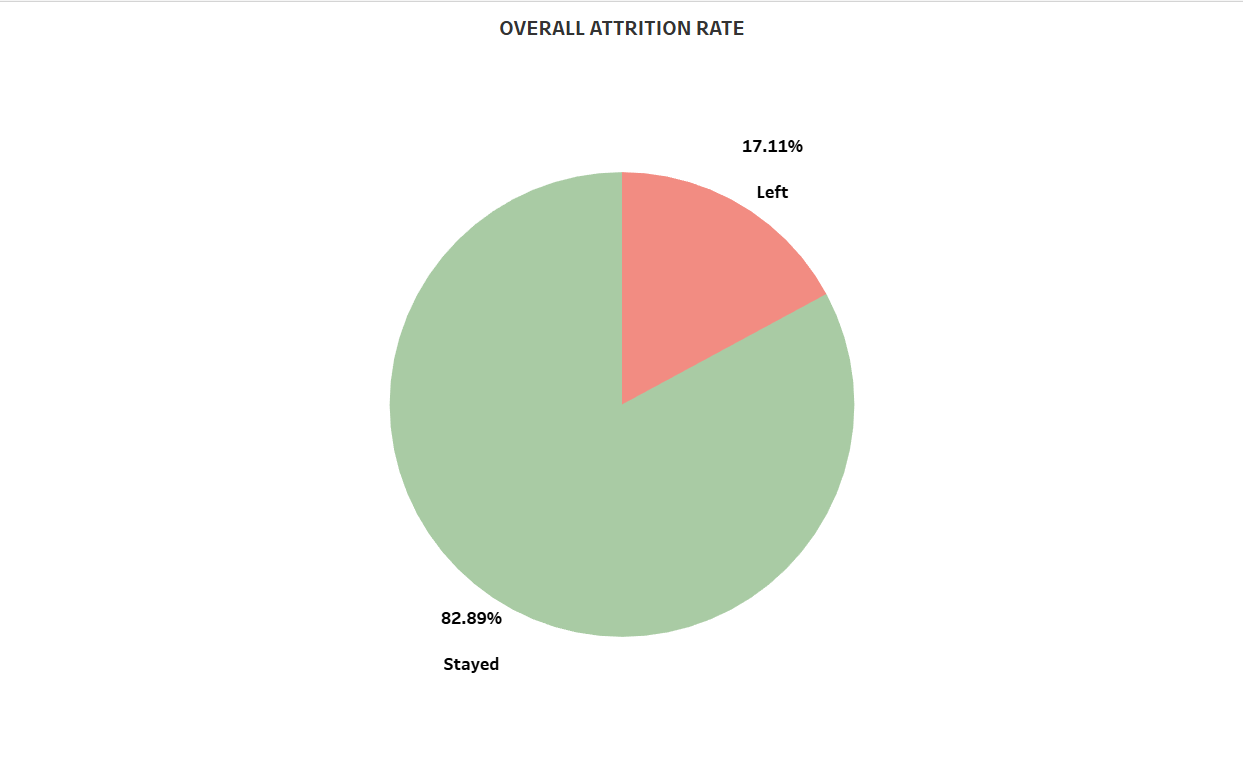 OVERALL ATTRITION RATE
17.11%
Left
82.89%
Stayed